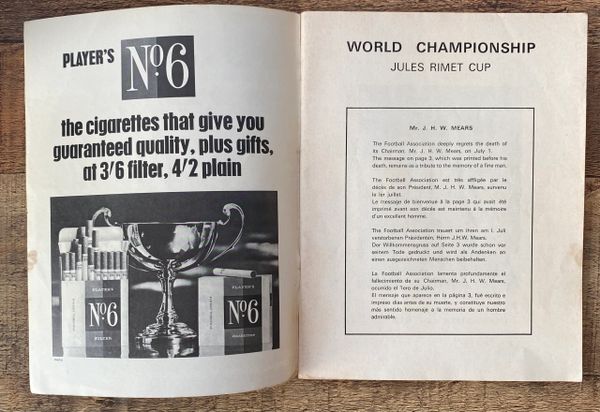 PLAYER'S No6
the cigarettes that give you
guaranteed quality, plus gifts,
at 3/6 filter, 4/2 plain
PLAYER'S
No6
FILTER
PLAYER'S
No6
WORLD CHAMPIONSHIP
JULES RIMET CUP
Mr. J. H. W. MEARS
The Football Association deeply regrets the death of
its Chairman, Mr. J. H. W. Mears, on July 1.
The message on page 3, which was printed before his
death, remains as a tribute to the memory of a fine man.
The Football Association est très affligée par le
décès de son Président, M. J. H. W. Mears, survenu
le ler juillet.
Le message de bienvenue à la page 3 qui avait été
imprimé avant son décès est maintenu à la mémoire
d'un excellent homme.
The Football Association trauert um ihren am I. Juli
verstorbenen Präsidenten, Herrn J.H.W. Mears.
Der Willkommensgruss auf Seite 3 wurde schon vor
seinem Tode gedruckt und wird als Andenken an
einen ausgezeichneten Menschen beibehalten.
La Football Association lamenta profundamente el
fallecimiento de su Chairman, Mr. J. H. W. Mears,
ocurrido el 1ero de Julio.
El mensaje que aparece en la página 3, fué escrito e
impreso días antes de su muerte, y constituye nuestro
más sentido homenaje a la memoria de un hombre
admirable.